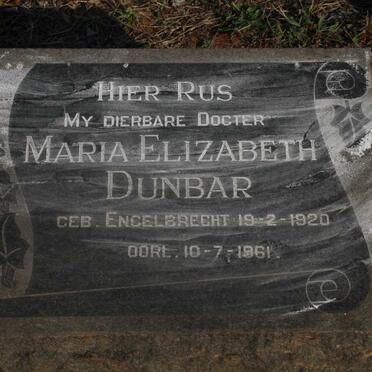 HIER RUS
MY DIERBARE DOGTER
MARIA ELIZABETH
DUNBAR
GEB. ENGELBRECHT 19-2-1920
OORL. 10-7-1961.